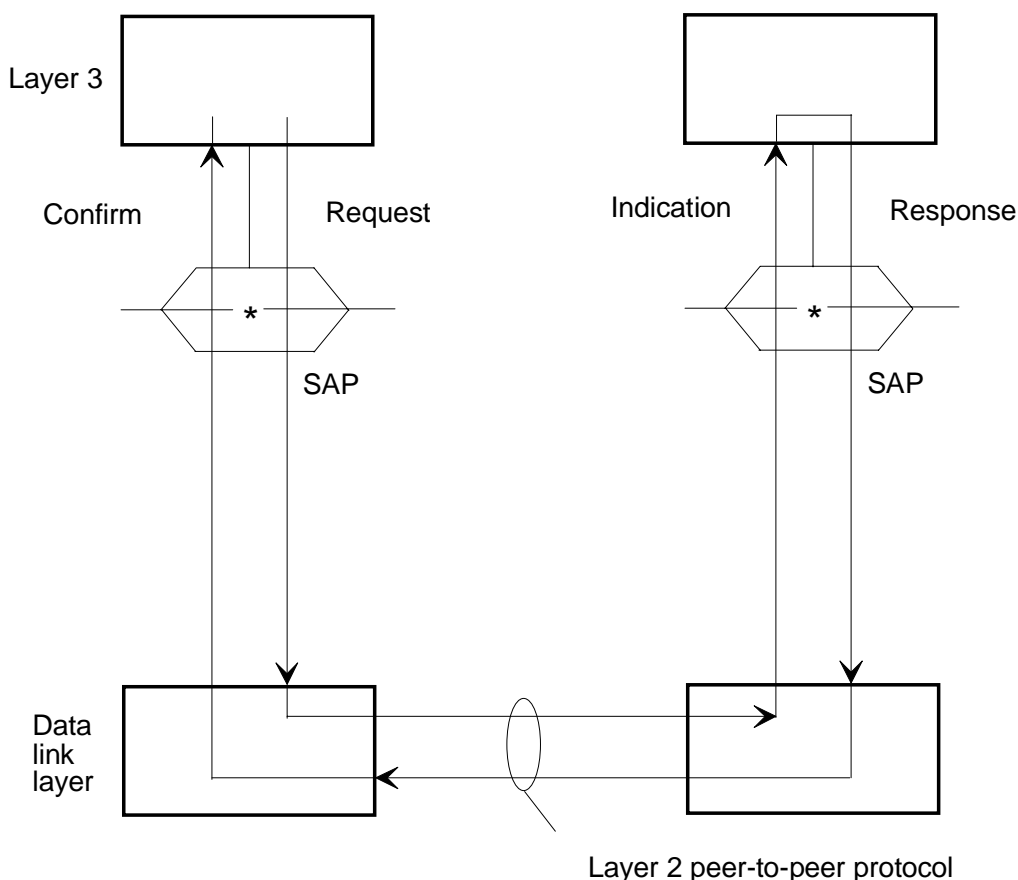 Layer 3
Confirm
Request
Indication
Response
*
*
SAP
SAP
Data
link
layer
Layer 2 peer-to-peer protocol